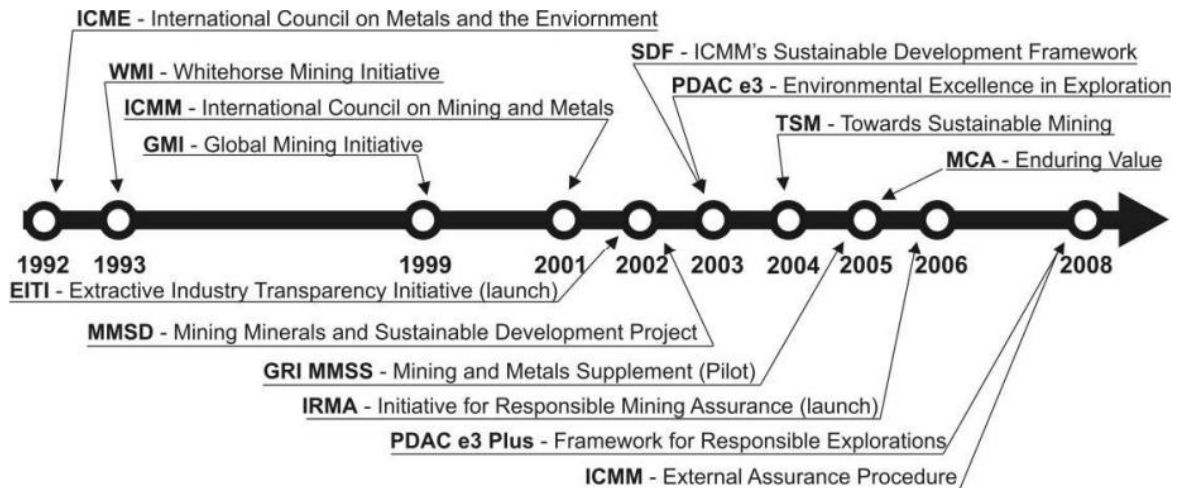 ICME - International Council on Metals and the Enviornment
WMI - Whitehorse Mining Initiative
ICMM - International Council on Mining and Metals
GMI - Global Mining Initiative
SDF - ICMM's Sustainable Development Framework
PDAC e3 - Environmental Excellence in Exploration
TSM - Towards Sustainable Mining
MCA - Enduring Value
1992 1993 1999 2001 2002 2003 2004 2005 2006 2008
EITI - Extractive Industry Transparency Initiative (launch)
MMSD - Mining Minerals and Sustainable Development Project
GRI MMSS - Mining and Metals Supplement (Pilot)
IRMA - Initiative for Responsible Mining Assurance (launch)
PDAC e3 Plus - Framework for Responsible Explorations
ICMM - External Assurance Procedure